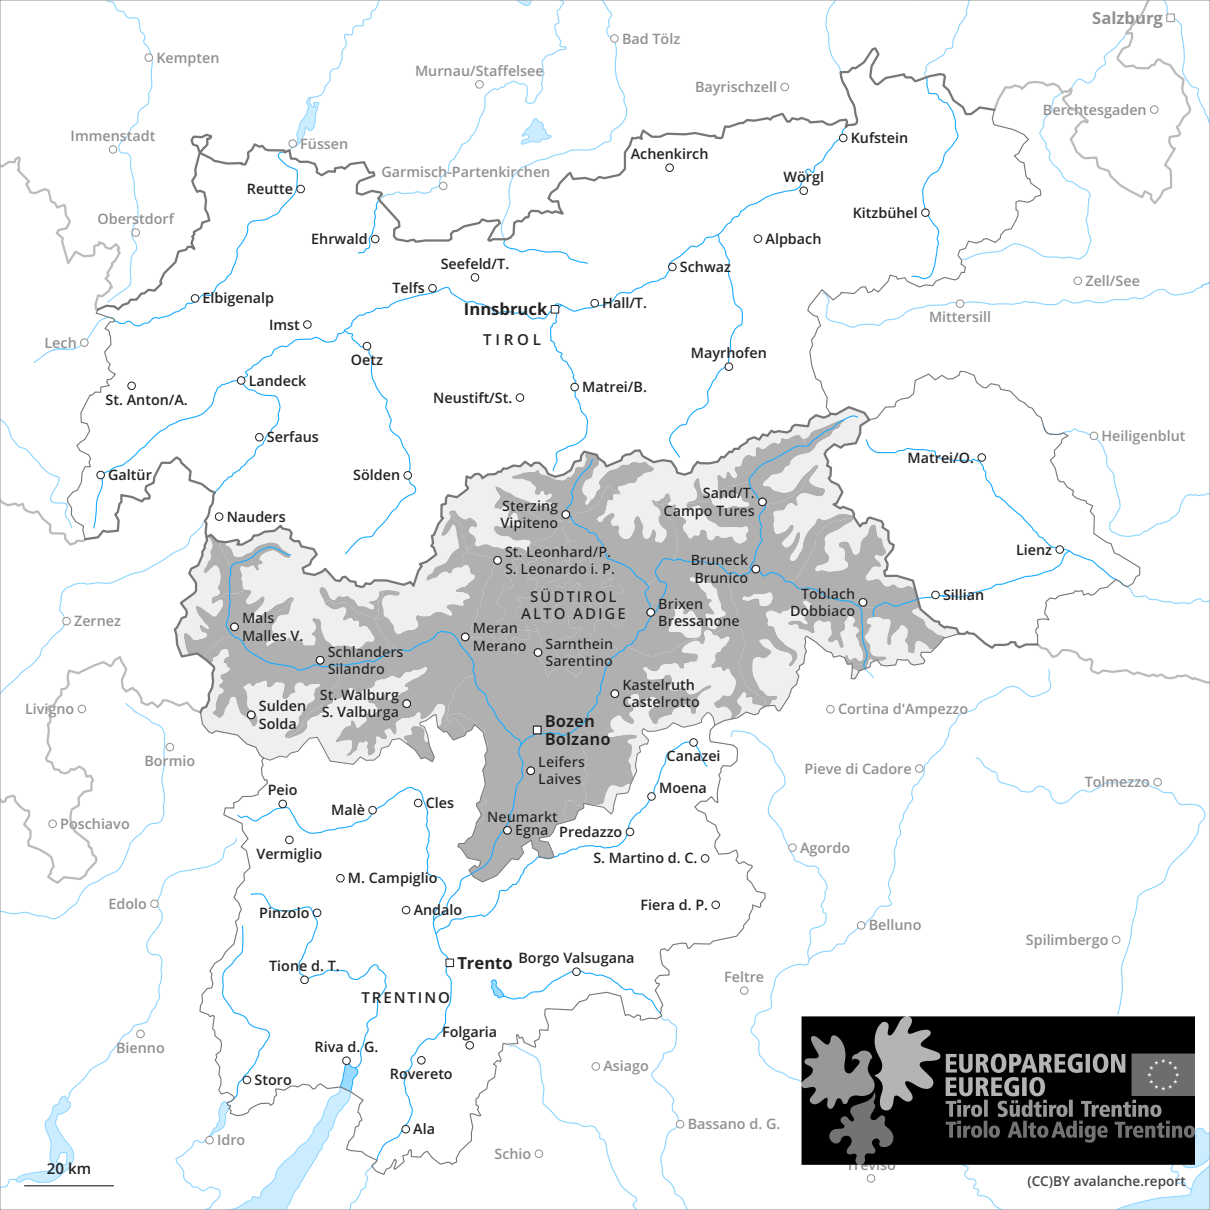 Salzburg
Bad Tölz
Kempten
Murnau/Staffelsee
Bayrischzell
Berchtesgaden
Immenstadt
Füssen
Kufstein
Achenkirch
Garmisch-Partenkirchen
Wörgl
Reutte
Kitzbühel
Oberstdorf
Ehrwald
Alpbach
Seefeld/T.
Schwaz
Zell/See
Telfs
Elbigenalp
Hall/T.
Innsbruck
Mittersill
Imst
TIROL
Lech
Oetz
Mayrhofen
Landeck
Matrei/B.
St. Anton/A.
Neustift/St.
Serfaus
Heiligenblut
Matrei/O.
Galtür
Sölden
Sand/T.
Campo Tures
Sterzing
Vipiteno
Nauders
St. Leonhard/P.
S. Leonardo i. P.
Lienz
Bruneck
Brunico
SÜDTIROL
ALTO ADIGE
Toblach
Dobbiaco
Sillian
Brixen
Bressanone
Zernez
Mals
Malles V.
Meran
Merano
Sarnthein
Sarentino
Schlanders
Silandro
Kastelruth
Castelrotto
St. Walburg
S. Valburga
Sulden
Solda
Livigno
Cortina d'Ampezzo
Bozen
Bolzano
Canazei
Bormio
Leifers
Laives
Pieve di Cadore
Tolmezzo
Peio
Moena
Malè
Cles
Neumarkt
Egna
Predazzo
Poschiavo
Vermiglio
S. Martino d. C.
Agordo
M. Campiglio
Edolo
Pinzolo
Andalo
Fiera d. P.
Belluno
Spilimbergo
Trento
Borgo Valsugana
Tione d. T.
Feltre
TRENTINO
Folgaria
Bienno
Riva d. G.
Rovereto
Asiago
Storo
EUROPAREGION
EUREGIO
Tirol Südtirol Trentino
Tirolo Alto Adige Trentino
Idro
Ala
Bassano d. G.
Schio
Treviso
20 km
(CC)BY avalanche.report